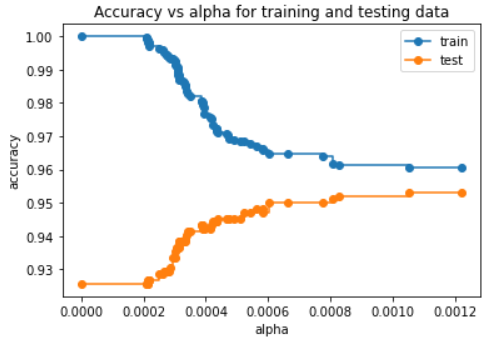 Accuracy vs alpha for training and testing data
1.00
0.99
0.98
0.97
0.96
0.95
0.94
0.93
accuracy
train
test
0.0000 0.0002 0.0004 0.0006 0.0008 0.0010 0.0012
alpha